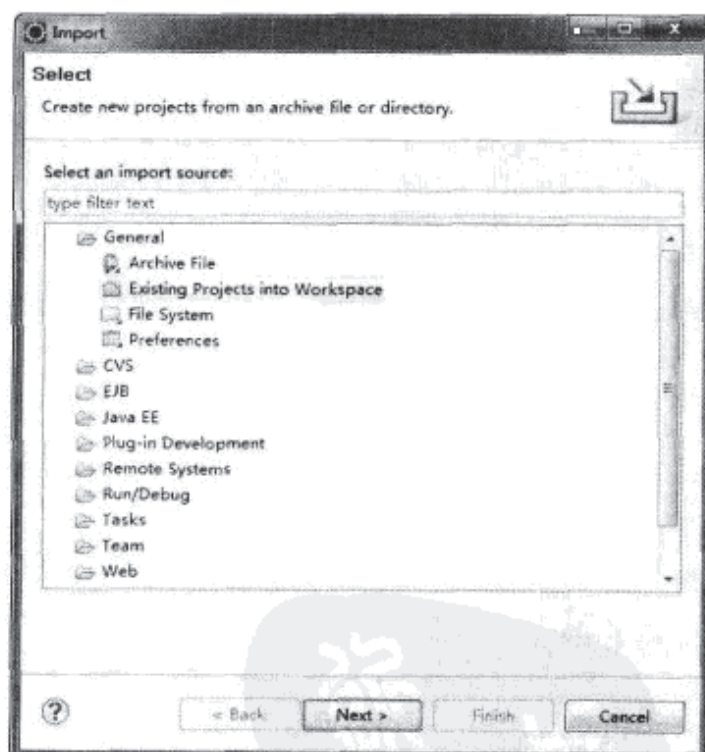 Import
Select
Create new projects from an archive file or directory.
Select an import source:
type filter text
General
Archive File
Existing Projects into Workspace
File System
Preferences
CVS
EJB
Java EE
Plug-in Development
Remote Systems
Run/Debug
Tasks
Team
Web
?
< Back
Next >
Finish
Cancel